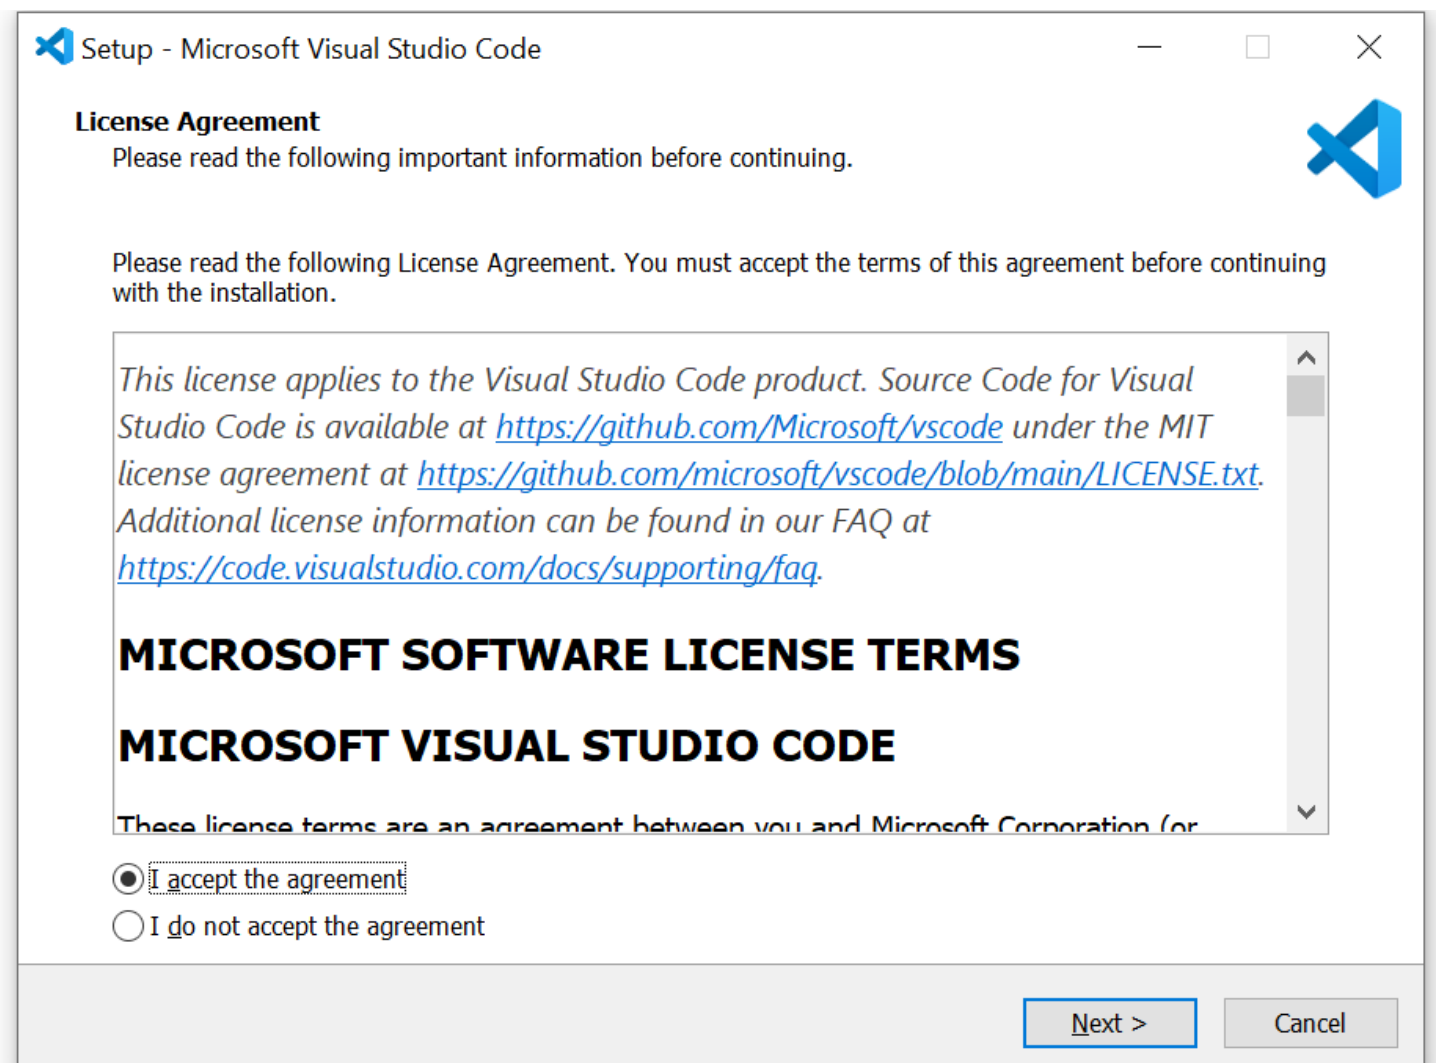 Setup - Microsoft Visual Studio Code
License Agreement
Please read the following important information before continuing.
Please read the following License Agreement. You must accept the terms of this agreement before continuing
with the installation.
This license applies to the Visual Studio Code product. Source Code for Visual
Studio Code is available at https://github.com/Microsoft/vscode under the MIT
license agreement at https://github.com/microsoft/vscode/blob/main/LICENSE.txt.
Additional license information can be found in our FAQ at
https://code.visualstudio.com/docs/supporting/faq.
MICROSOFT SOFTWARE LICENSE TERMS
MICROSOFT VISUAL STUDIO CODE
These license terms are an agreement between you and Microsoft Corporation (or
I accept the agreement
I do not accept the agreement
Next >
Cancel